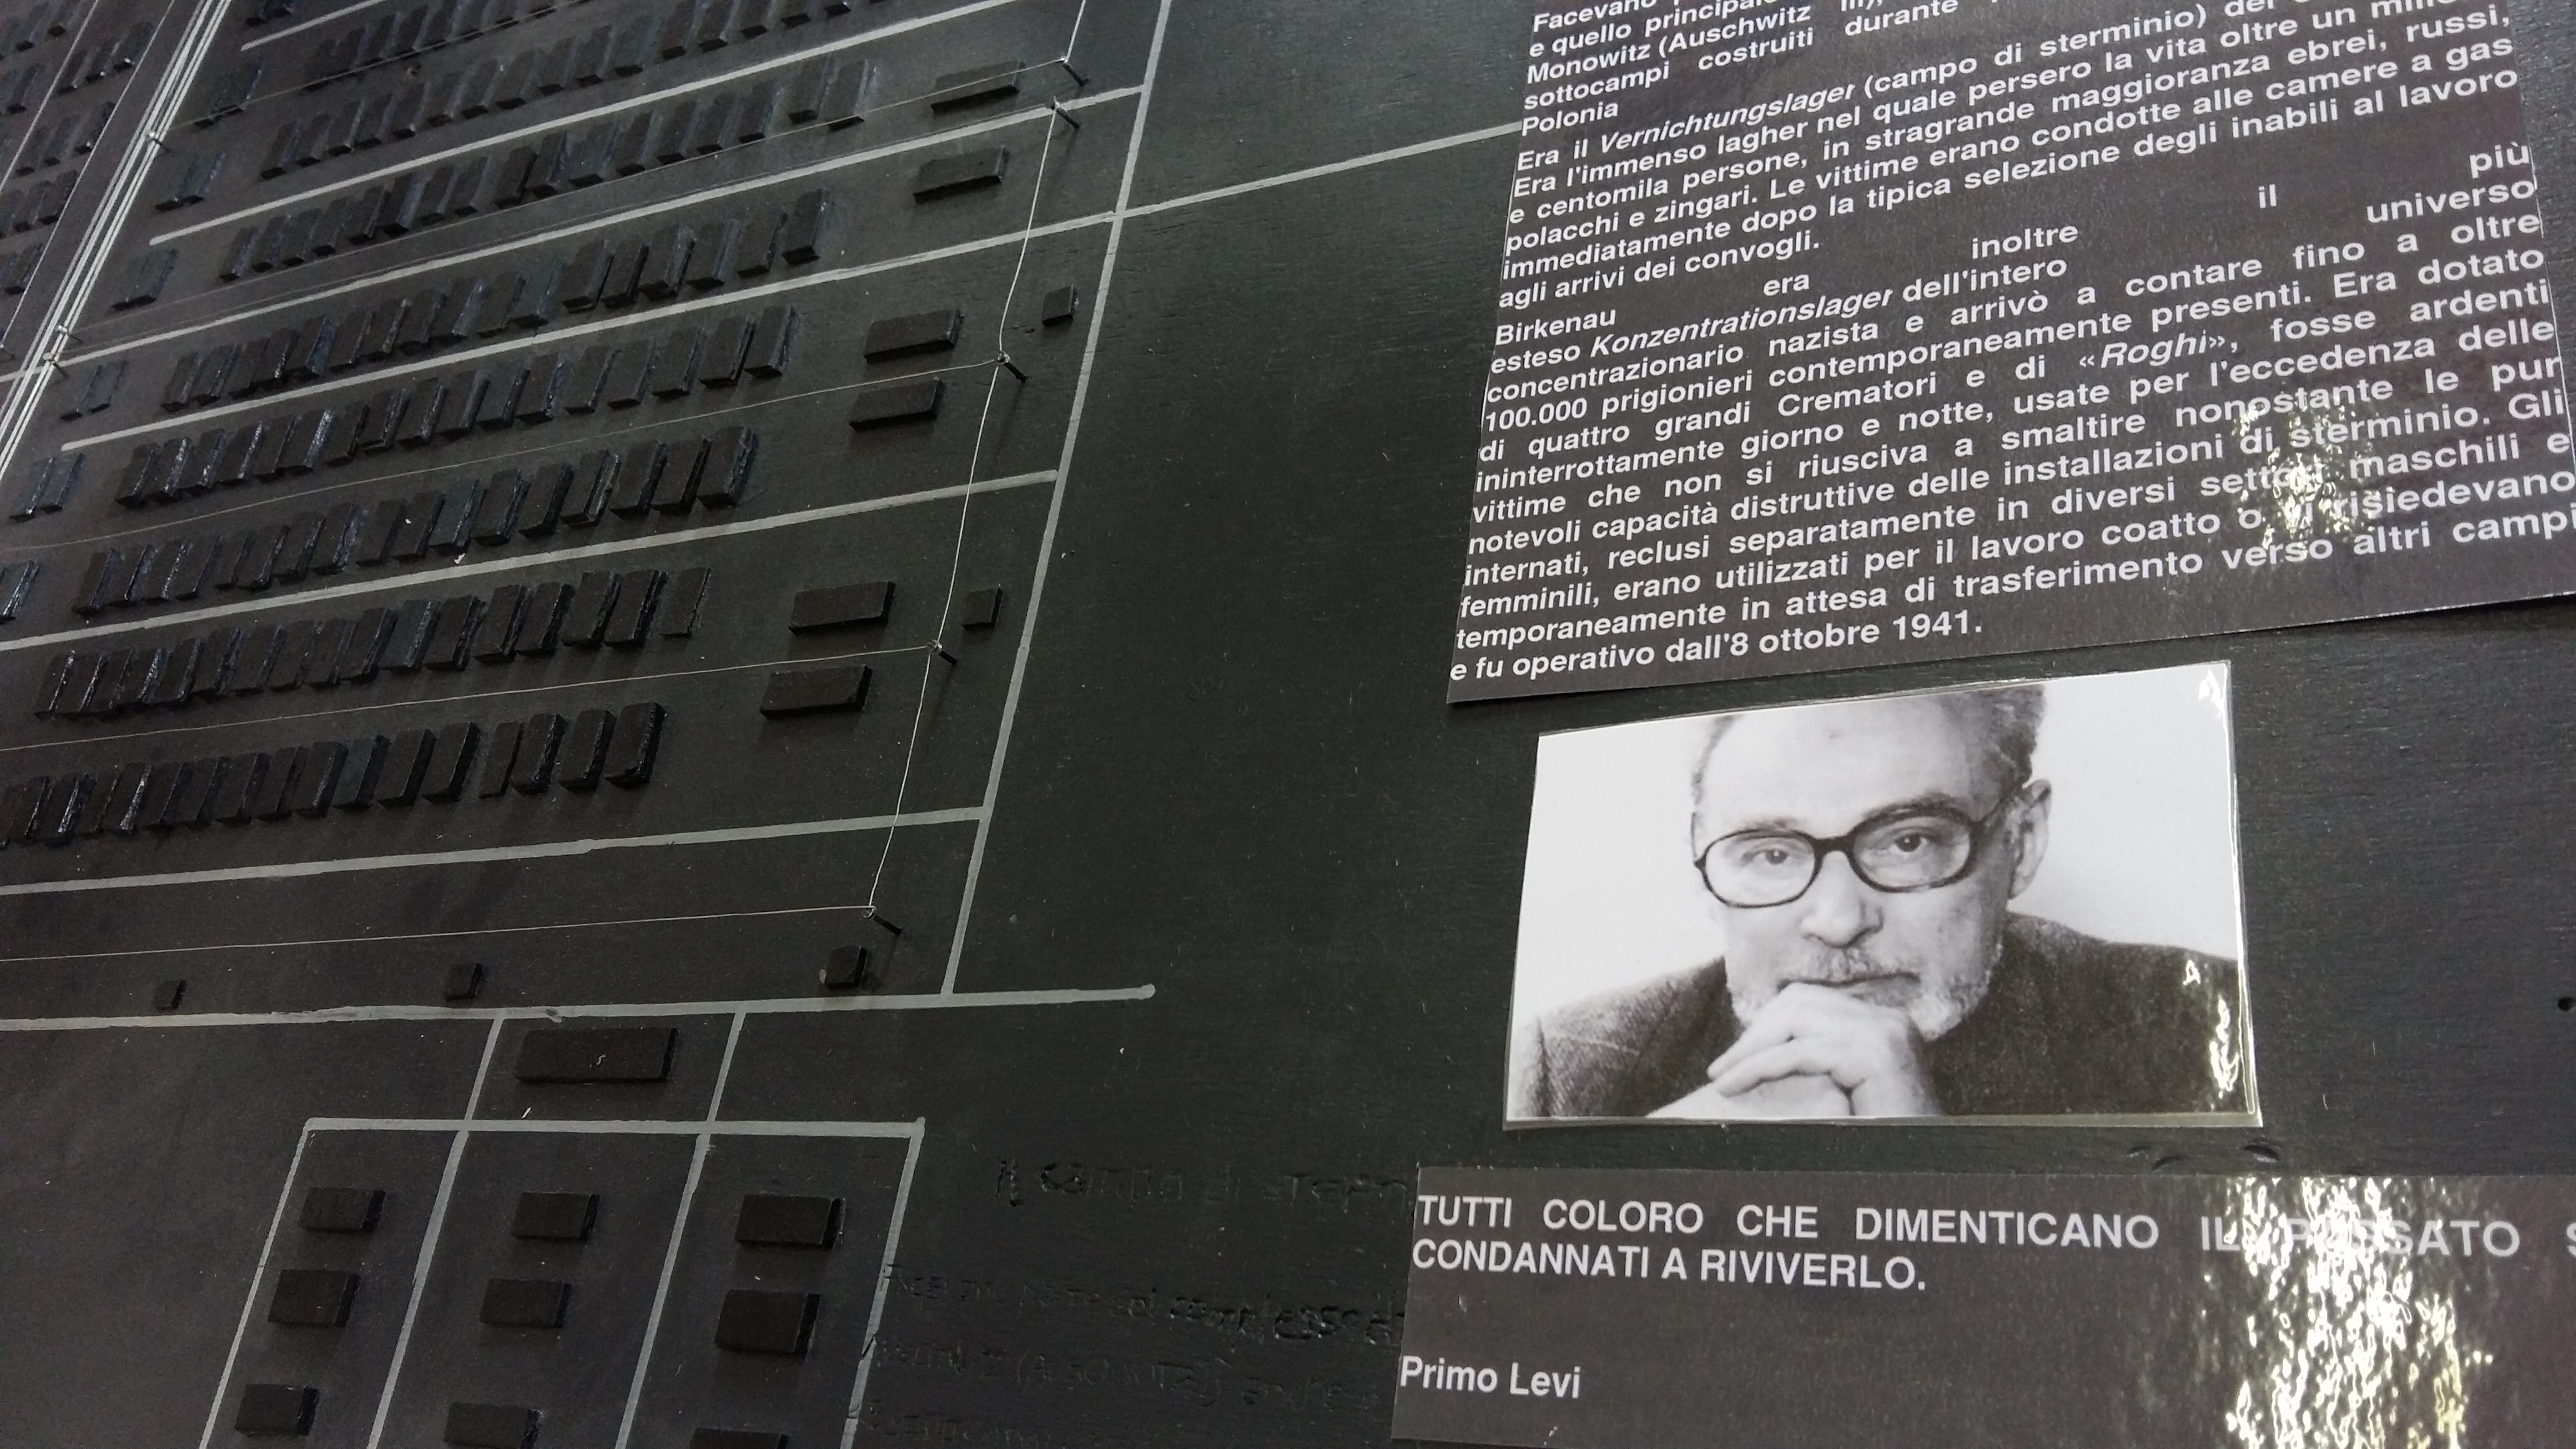 Facevano
e quello principale
Monowitz (Auschwitz III),
sottocampi costruiti durante
Polonia
Era il Vernichtungslager (campo di sterminio) del
Era l'immenso lagher nel quale persero la vita oltre un
e centomila persone, in stragrande maggioranza ebrei, russi,
polacchi e zingari. Le vittime erano condotte alle camere a gas
immediatamente dopo la tipica selezione degli inabili al lavoro
agli arrivi dei convogli.
Birkenau era inoltre il più
esteso Konzentrationslager dell'intero universo
concentrazionario nazista e arrivò a contare fino a oltre
100.000 prigionieri contemporaneamente presenti. Era dotato
di quattro grandi Crematori e di «Roghi», fosse ardenti
ininterrottamente giorno e notte, usate per l'eccedenza delle
vittime che non si riusciva a smaltire nonostante le pur
notevoli capacità distruttive delle installazioni di sterminio. Gli
internati, reclusi separatamente in diversi settori maschili e
femminili, erano utilizzati per il lavoro coatto o vi risiedevano
temporaneamente in attesa di trasferimento verso altri campi
e fu operativo dall'8 ottobre 1941.
Il campo di
complesso
TUTTI COLORO CHE DIMENTICANO IL PASSATO
CONDANNATI A RIVIVERLO.
Primo Levi